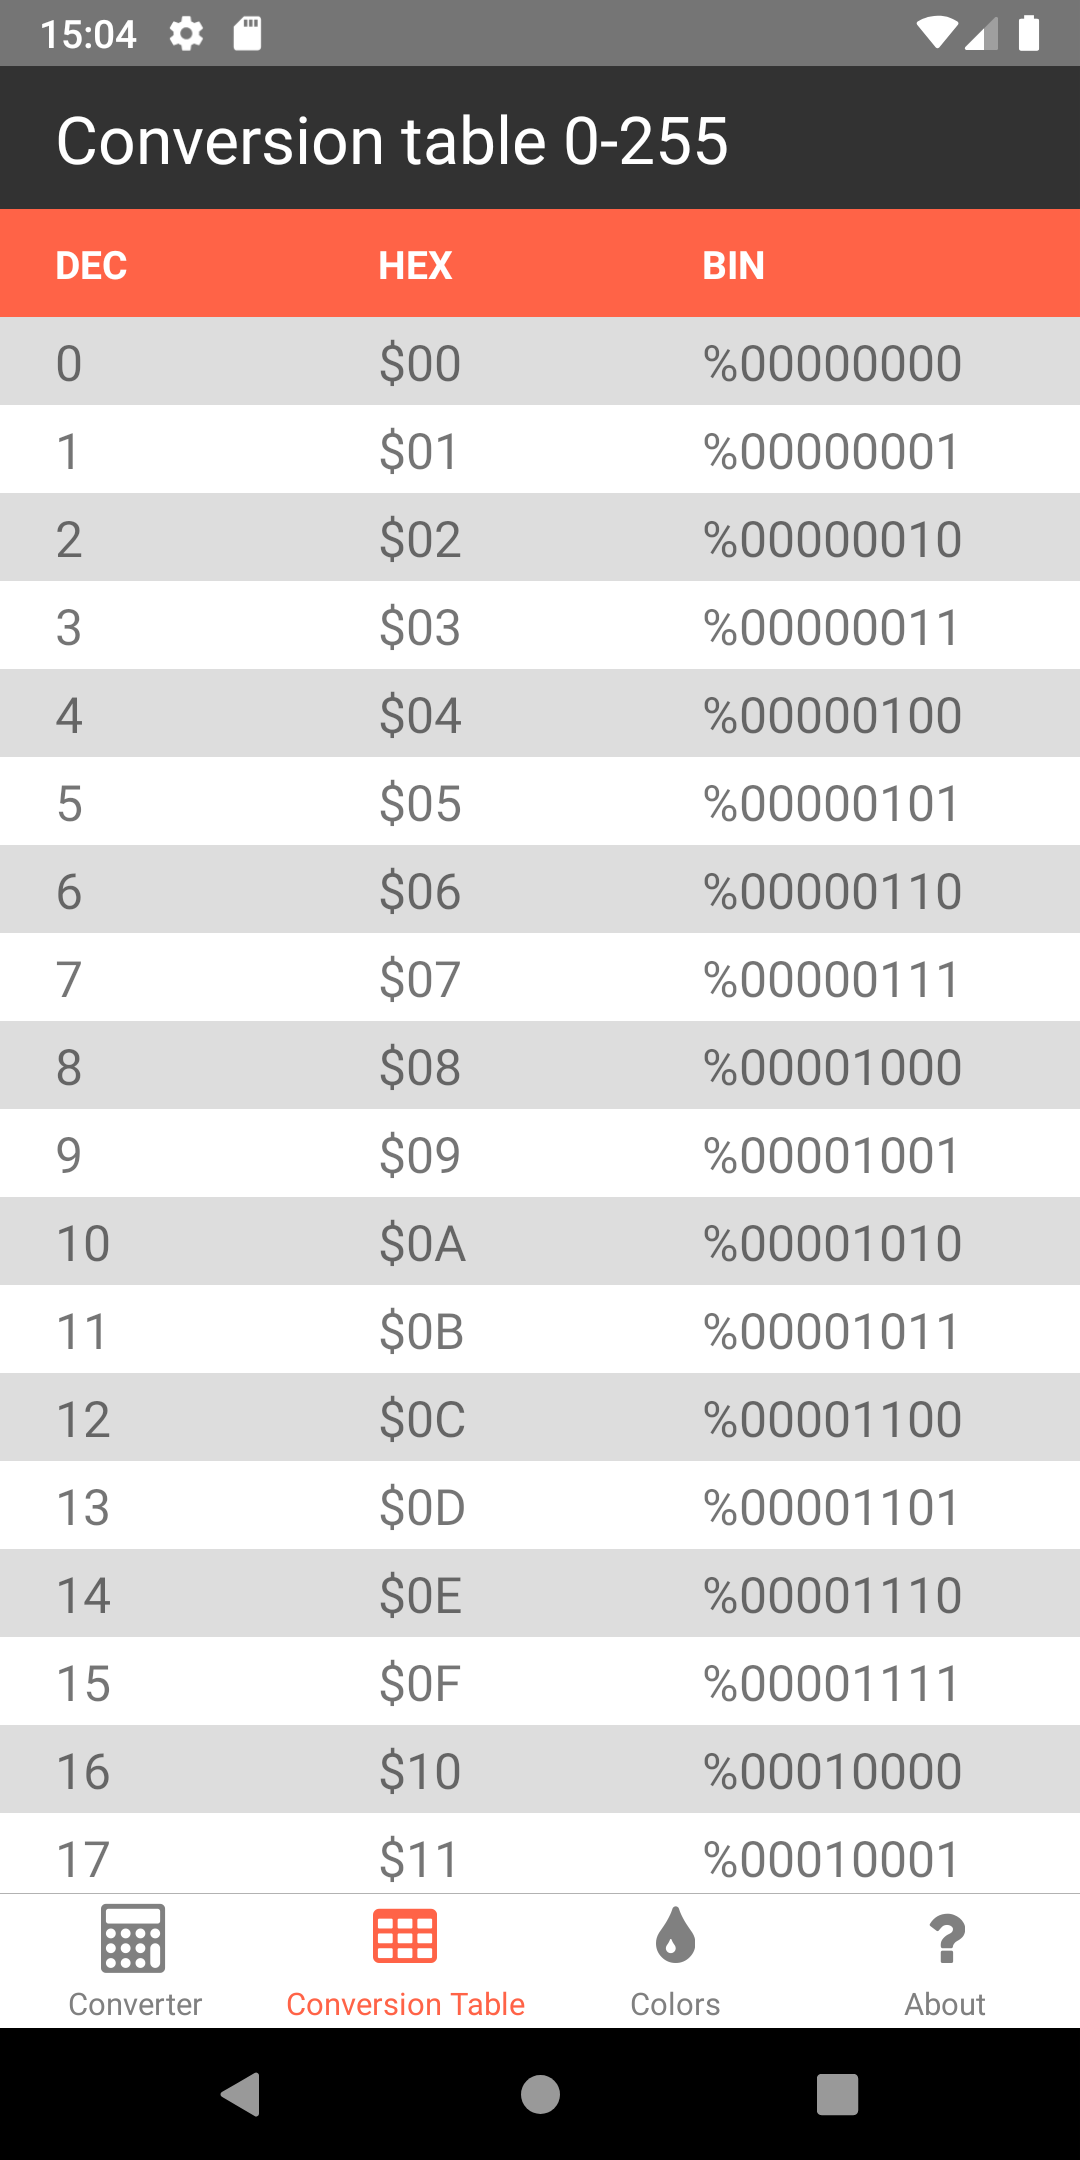 15:04
Conversion table 0-255
DEC HEX BIN
0 $00 %00000000
1 $01 %00000001
2 $02 %00000010
3 $03 %00000011
4 $04 %00000100
5 $05 %00000101
6 $06 %00000110
7 $07 %00000111
8 $08 %00001000
9 $09 %00001001
10 $0A %00001010
11 $0B %00001011
12 $0C %00001100
13 $0D %00001101
14 $0E %00001110
15 $0F %00001111
16 $10 %00010000
17 $11 %00010001
Converter Conversion Table Colors About